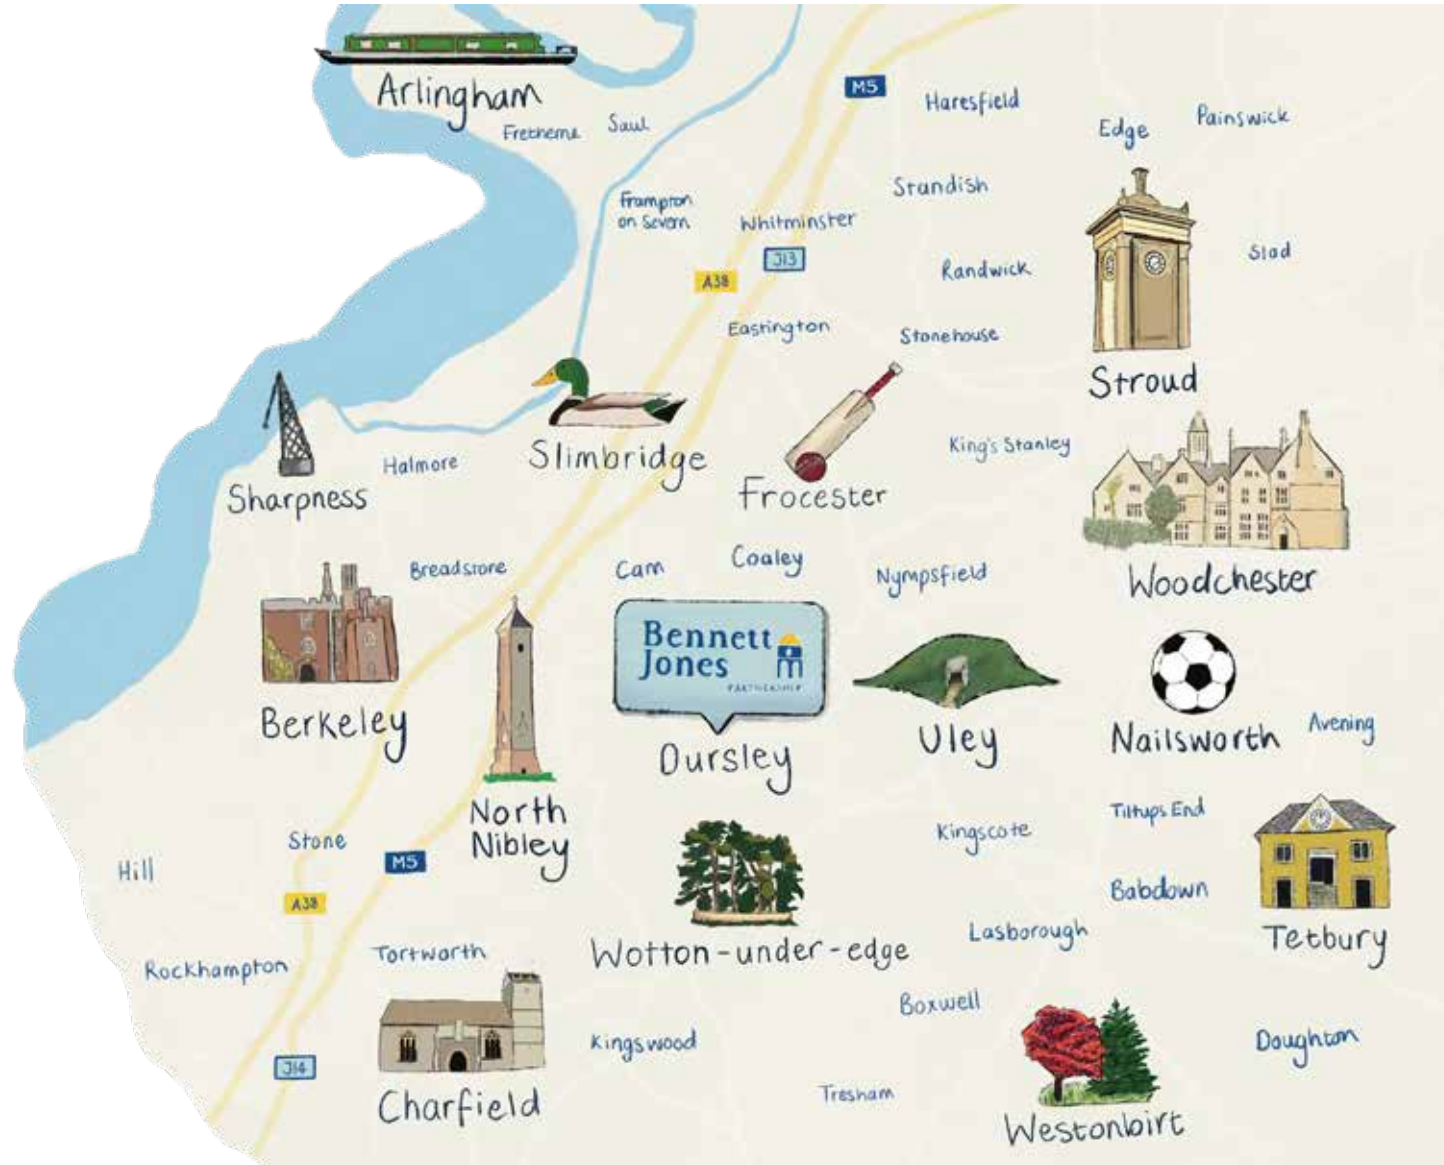 Arlingham
M5
Haresfield
Edge
Painswick
Fretherne
Saul
Standish
Frampton
on Severn
Whitminster
J13
Randwick
Slad
A38
Eastington
Stonehouse
Stroud
Slimbridge
King's Stanley
Halmore
Sharpness
Frocester
Breadstone
Cam
Coaley
Nympsfield
Woodchester
Bennett
Jones
PARTNERSHIP
Berkeley
Dursley
Uley
Nailsworth
Avening
North
Nibley
Stone
M5
Hill
Kingscote
Tiltups End
A38
Babdown
Lasborough
Tetbury
Wotton-under-edge
Rockhampton
Tortworth
Boxwell
Kingswood
Doughton
J14
Charfield
Tresham
Westonbirt